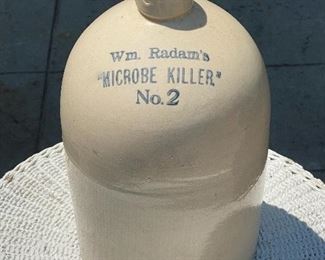 Wm. Radam's
"MICROBE KILLER."
No. 2